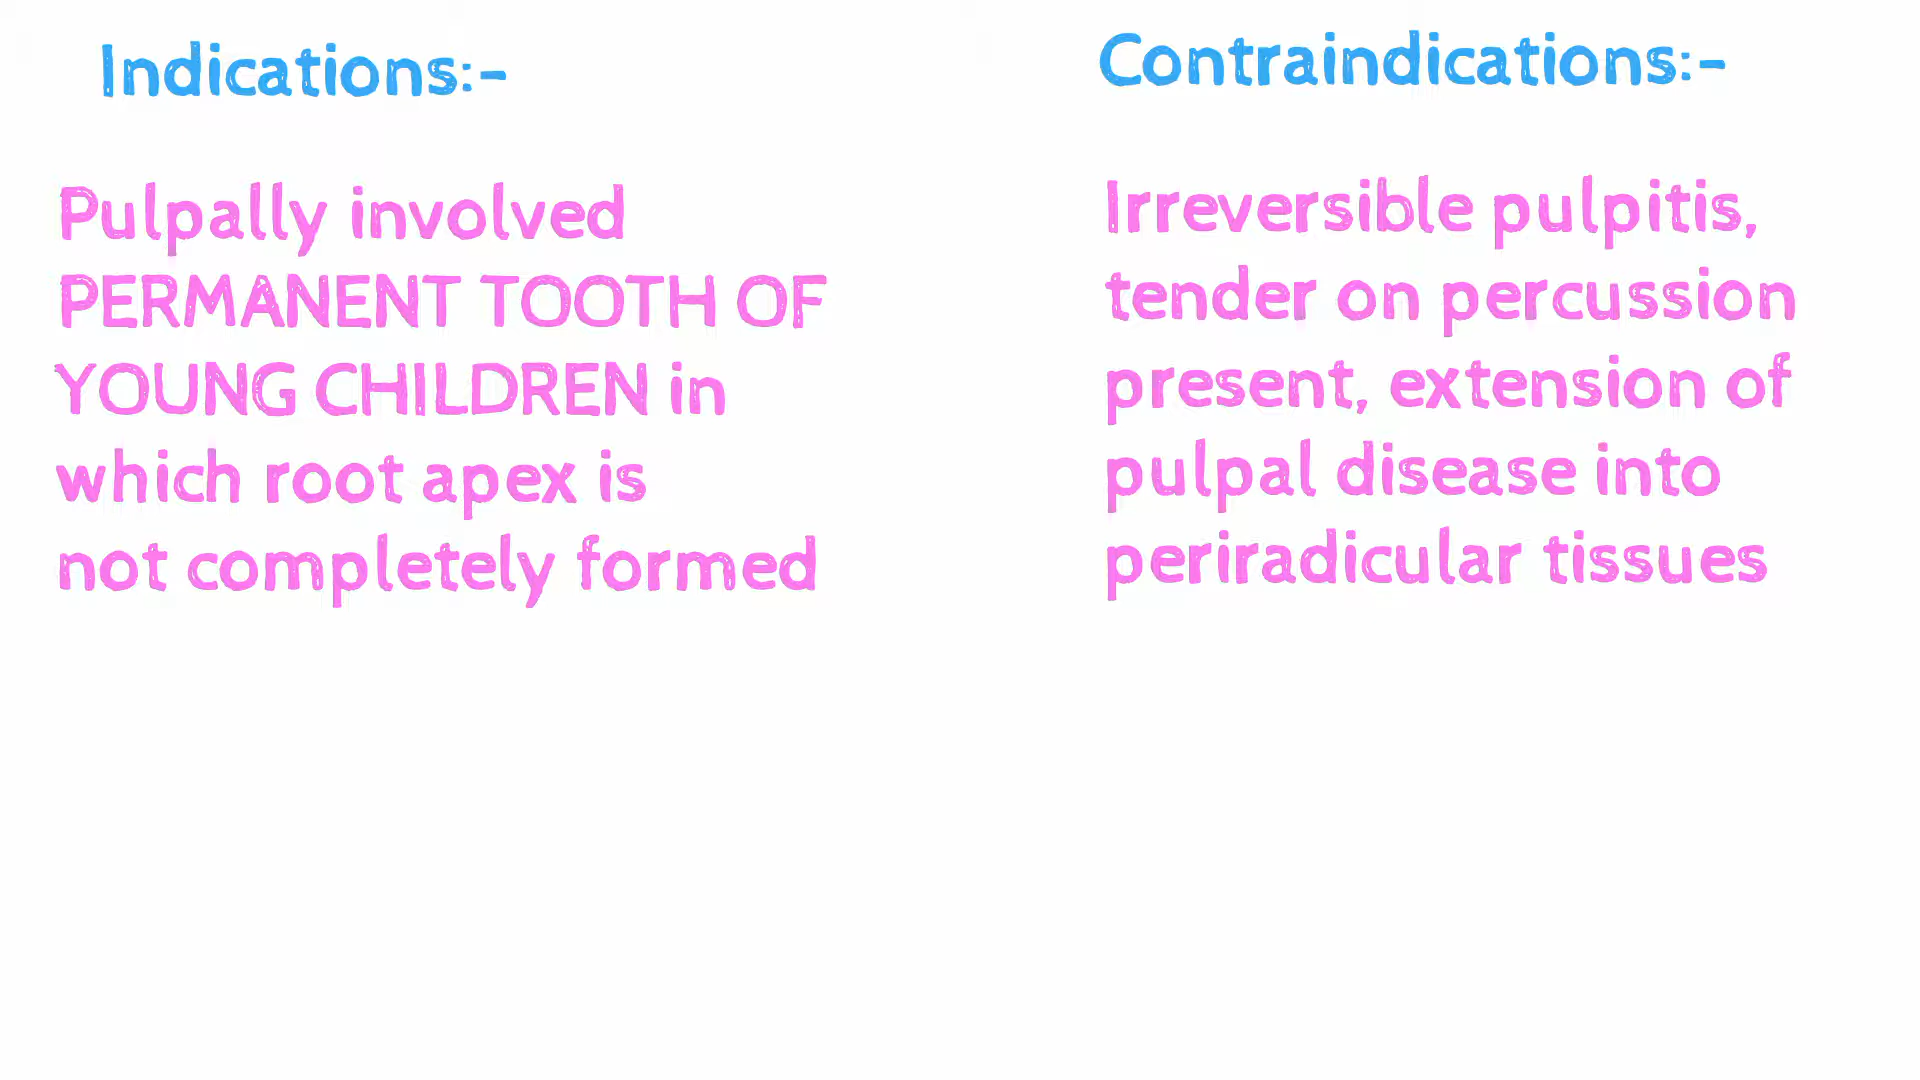 Indications:-
Pulpally involved
PERMANENT TOOTH OF
YOUNG CHILDREN in
which root apex is
not completely formed
Contraindications:-
Irreversible pulpitis,
tender on percussion
present, extension of
pulpal disease into
periradicular tissues